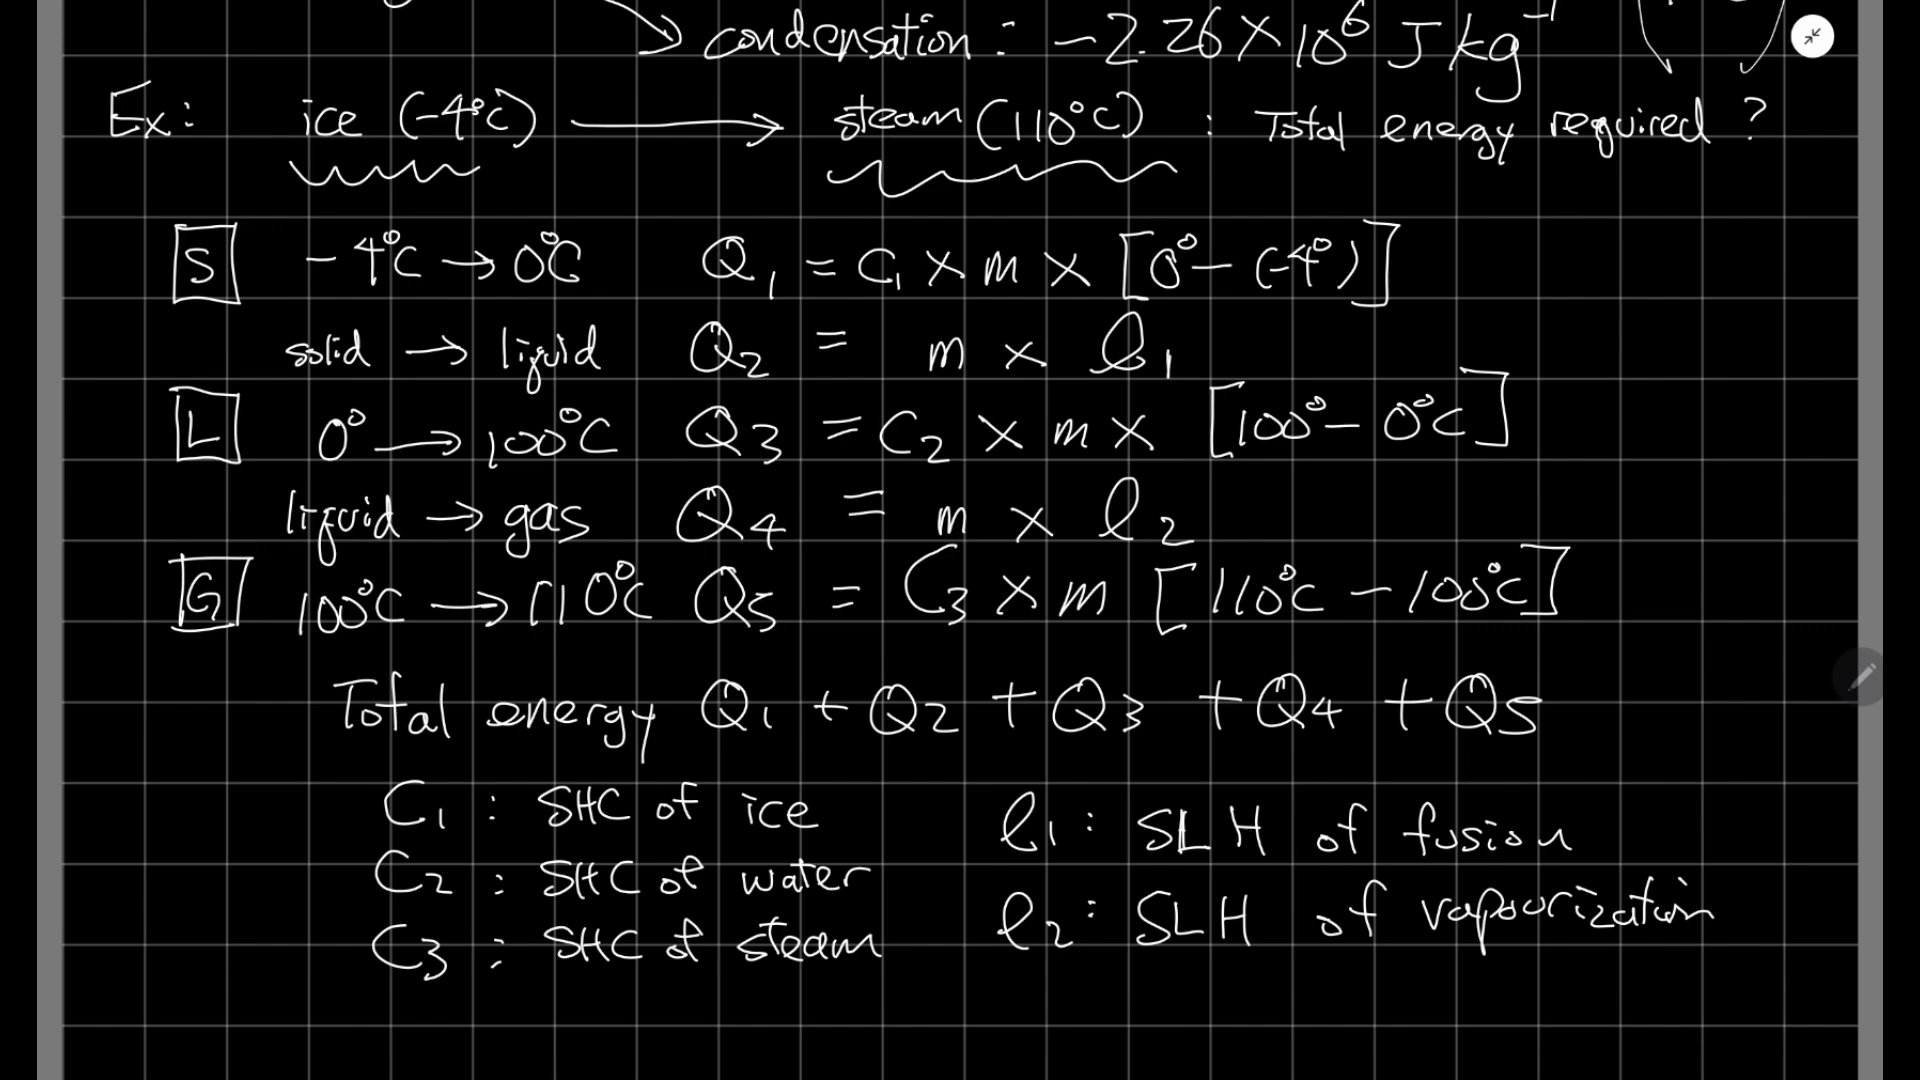 condensation : -2.26×10⁶ J kg⁻¹
Ex: ice (-4°C) → steam (110°C) : Total energy required ?
S -4°C → 0°C Q₁ = C₁ × m × [0° - (-4°)]
solid → liquid Q₂ = m × l₁
L 0° → 100°C Q₃ = C₂ × m × [100° - 0°C]
liquid → gas Q₄ = m × l₂
G 100°C → 110°C Q₅ = C₃ × m [110°C - 100°C]
Total energy Q₁ + Q₂ + Q₃ + Q₄ + Q₅
C₁ : SHC of ice
l₁ : SLH of fusion
C₂ : SHC of water
l₂ : SLH of vapourization
C₃ : SHC of steam